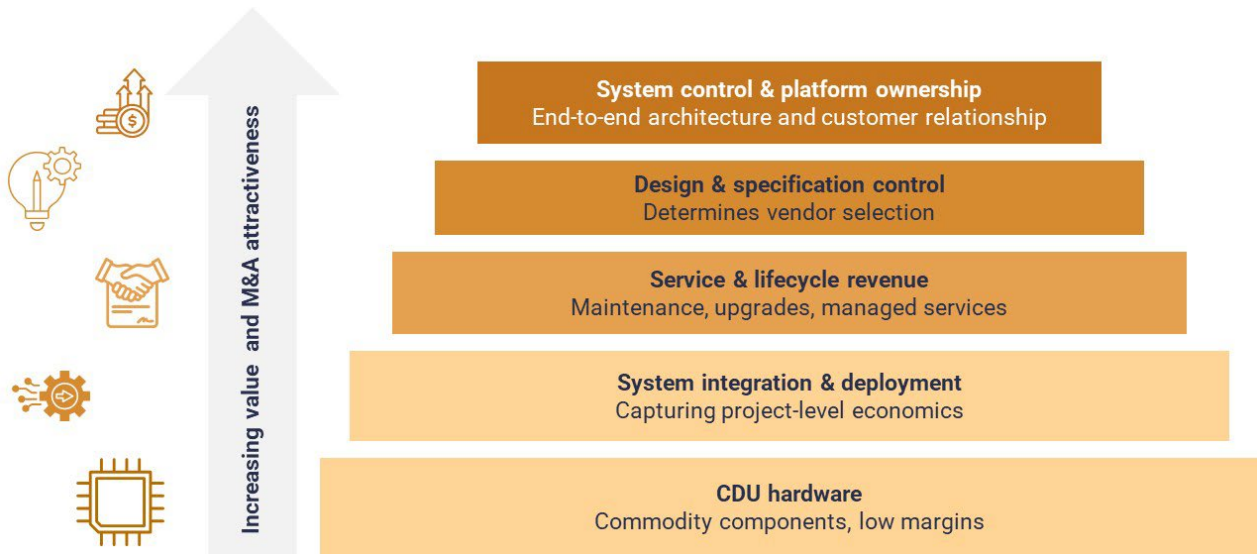 Increasing value and M&A attractiveness
System control & platform ownership
End-to-end architecture and customer relationship
Design & specification control
Determines vendor selection
Service & lifecycle revenue
Maintenance, upgrades, managed services
System integration & deployment
Capturing project-level economics
CDU hardware
Commodity components, low margins
$